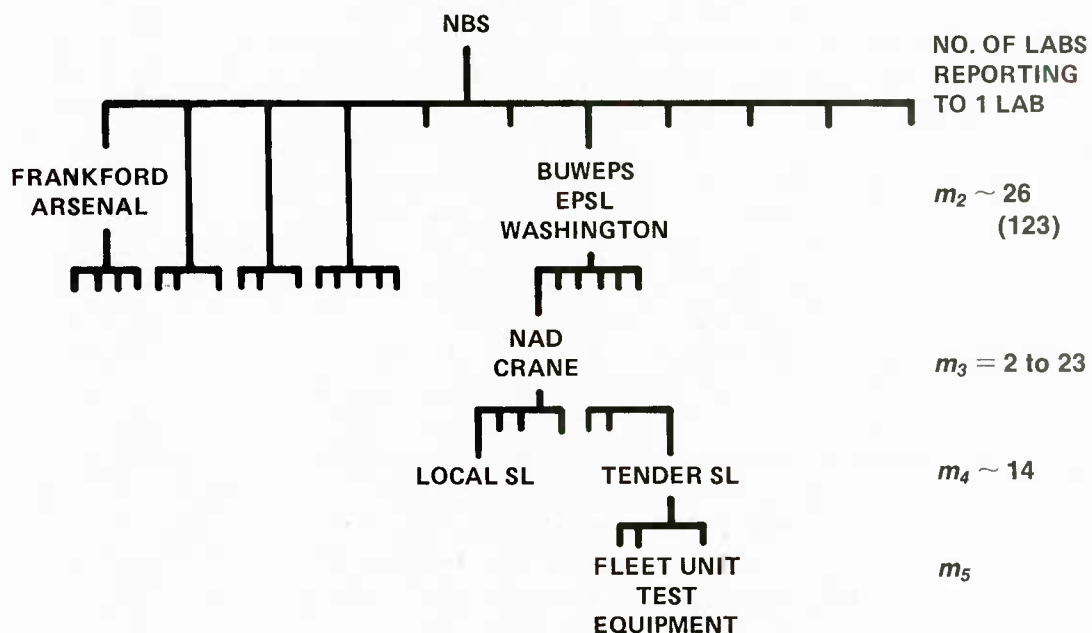 NBS
NO. OF LABS
REPORTING
TO 1 LAB
FRANKFORD
ARSENAL
BUWEPS
EPSL
WASHINGTON
m₂ ~ 26
(123)
NAD
CRANE
m₃ = 2 to 23
LOCAL SL
TENDER SL
m₄ ~ 14
FLEET UNIT
TEST
EQUIPMENT
m₅